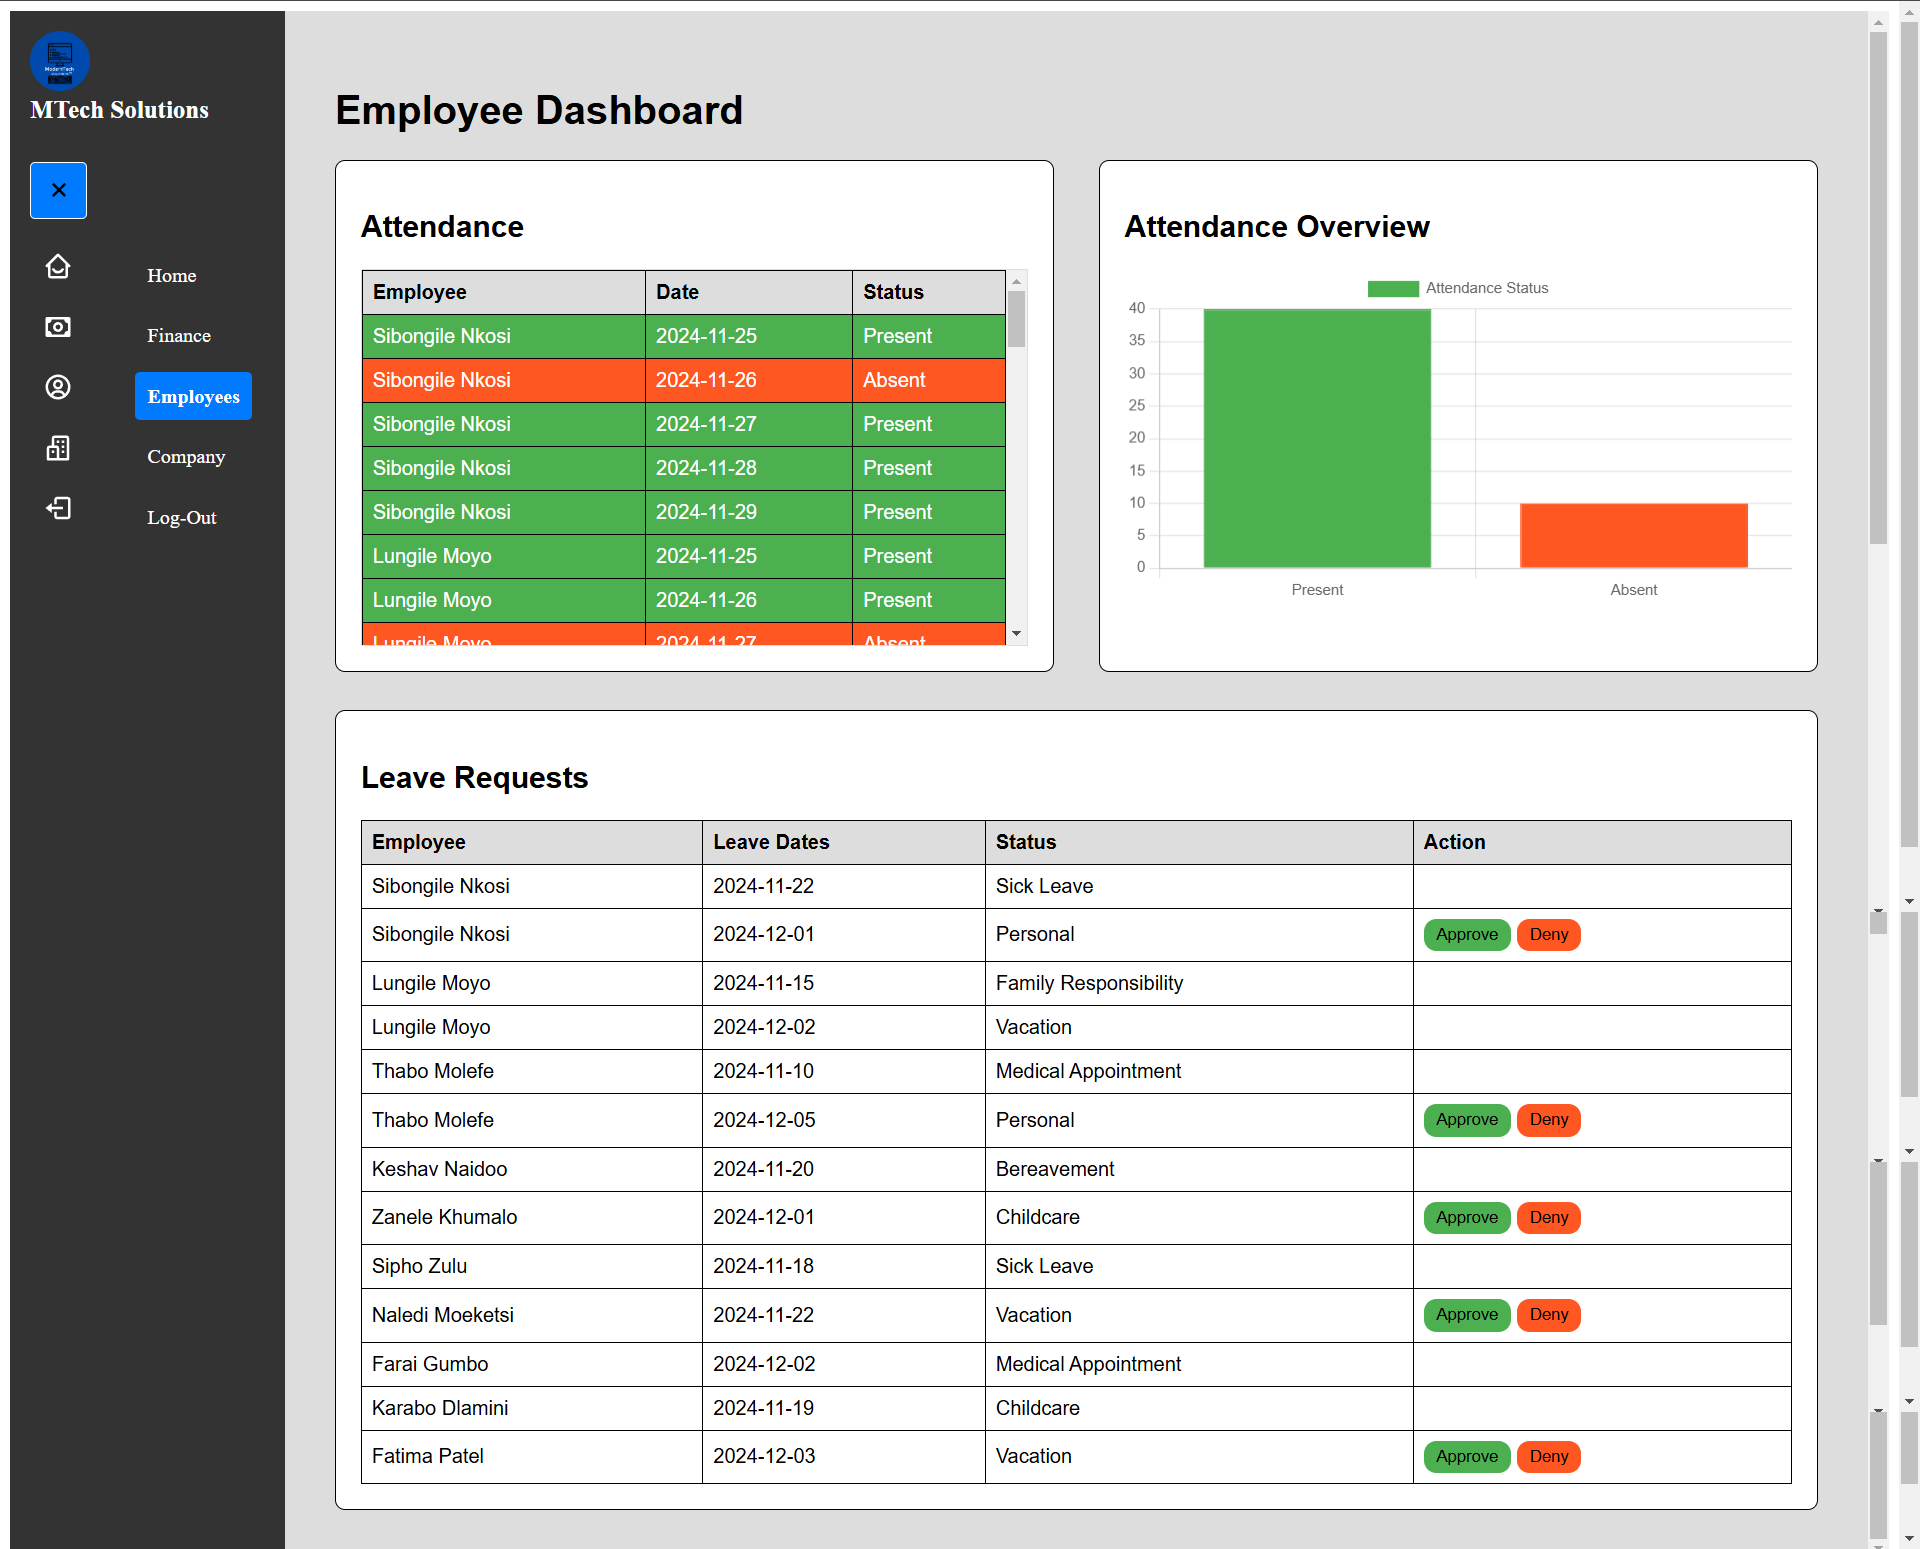 ModernTech
MTech Solutions
Home
Finance
Employees
Company
Log-Out
Employee Dashboard
Attendance
Employee Date Status
Sibongile Nkosi 2024-11-25 Present
Sibongile Nkosi 2024-11-26 Absent
Sibongile Nkosi 2024-11-27 Present
Sibongile Nkosi 2024-11-28 Present
Sibongile Nkosi 2024-11-29 Present
Lungile Moyo 2024-11-25 Present
Lungile Moyo 2024-11-26 Present
Lungile Moyo 2024-11-27 Absent
Attendance Overview
Attendance Status
40
35
30
25
20
15
10
5
0
Present Absent
Leave Requests
Employee Leave Dates Status Action
Sibongile Nkosi 2024-11-22 Sick Leave
Sibongile Nkosi 2024-12-01 Personal Approve Deny
Lungile Moyo 2024-11-15 Family Responsibility
Lungile Moyo 2024-12-02 Vacation
Thabo Molefe 2024-11-10 Medical Appointment
Thabo Molefe 2024-12-05 Personal Approve Deny
Keshav Naidoo 2024-11-20 Bereavement
Zanele Khumalo 2024-12-01 Childcare Approve Deny
Sipho Zulu 2024-11-18 Sick Leave
Naledi Moeketsi 2024-11-22 Vacation Approve Deny
Farai Gumbo 2024-12-02 Medical Appointment
Karabo Dlamini 2024-11-19 Childcare
Fatima Patel 2024-12-03 Vacation Approve Deny